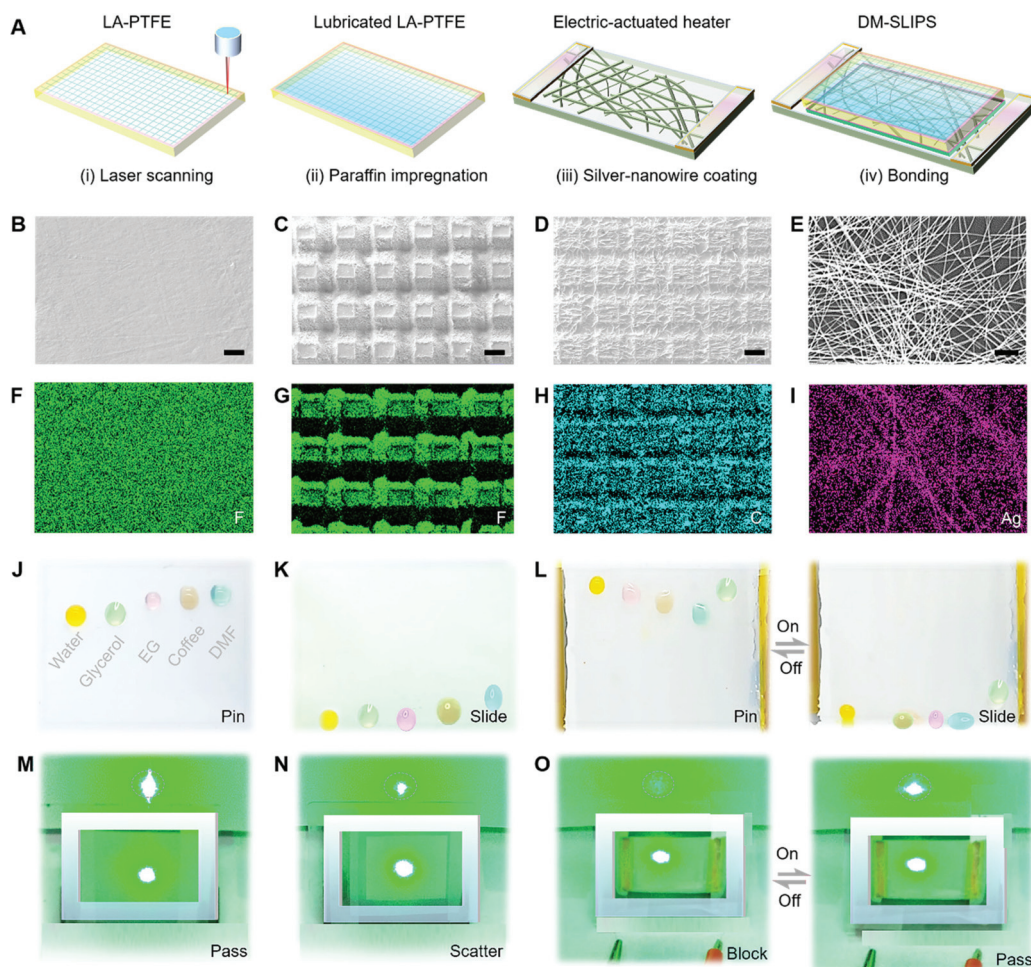 A
LA-PTFE
Lubricated LA-PTFE
Electric-actuated heater
DM-SLIPS
(i) Laser scanning
(ii) Paraffin impregnation
(iii) Silver-nanowire coating
(iv) Bonding
B
C
D
E
F
F
G
F
H
C
I
Ag
J
Water
Glycerol
EG
Coffee
DMF
Pin
K
Slide
L
Pin
On
Off
Slide
M
Pass
N
Scatter
O
Block
On
Off
Pass